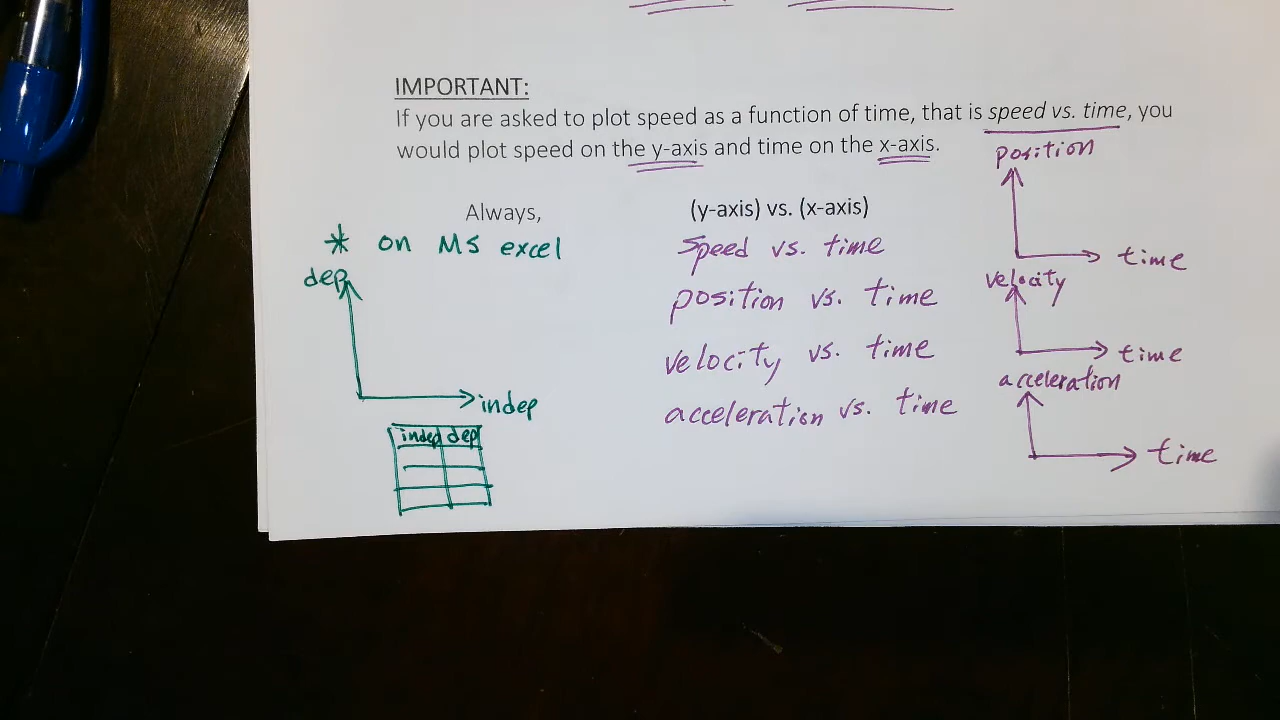 IMPORTANT:
If you are asked to plot speed as a function of time, that is speed vs. time, you
would plot speed on the y-axis and time on the x-axis.
Always,
(y-axis) vs. (x-axis)
* on MS excel
dep
indep
indep dep
speed vs. time
position vs. time
velocity vs. time
acceleration vs. time
position
time
velocity
time
acceleration
time